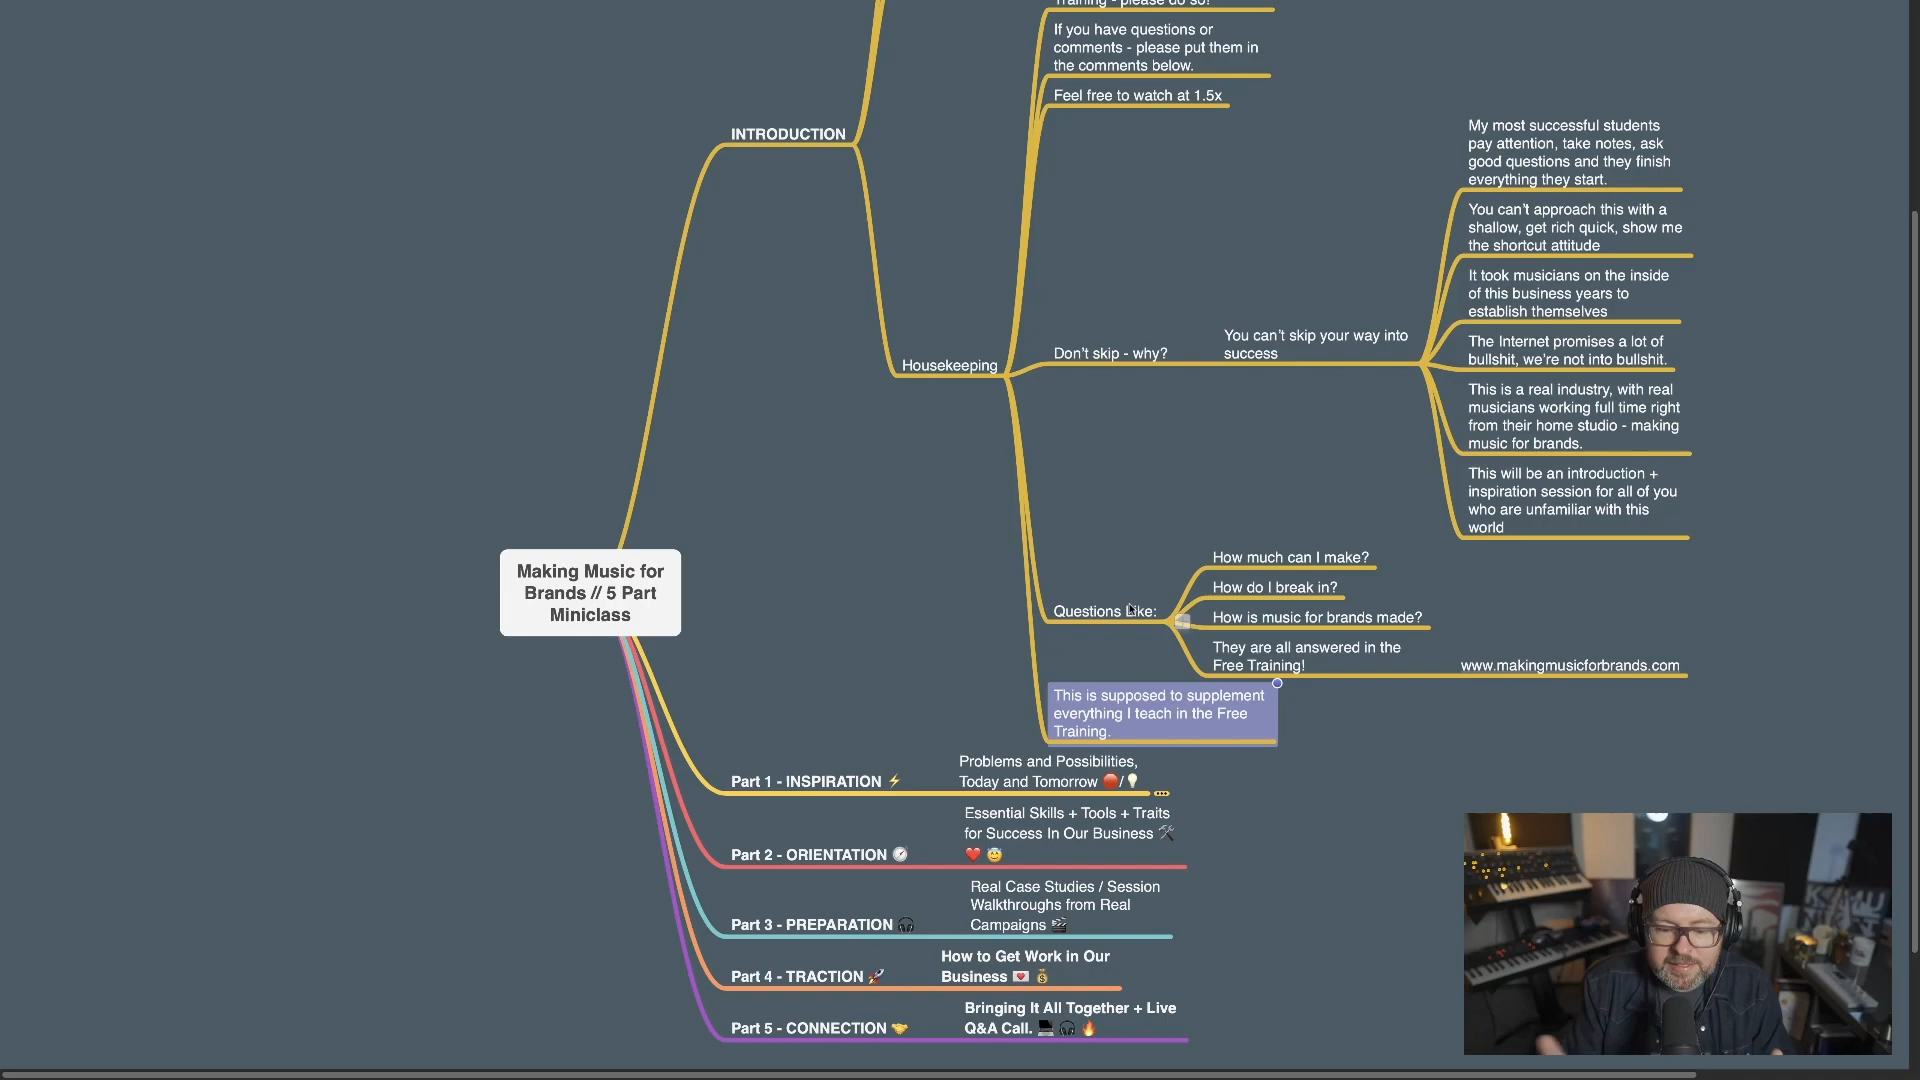 Training - please do so!
If you have questions or
comments - please put them in
the comments below.
Feel free to watch at 1.5x
INTRODUCTION
My most successful students
pay attention, take notes, ask
good questions and they finish
everything they start.
You can't approach this with a
shallow, get rich quick, show me
the shortcut attitude
It took musicians on the inside
of this business years to
establish themselves
The Internet promises a lot of
bullshit, we're not into bullshit.
This is a real industry, with real
musicians working full time right
from their home studio - making
music for brands.
This will be an introduction +
inspiration session for all of you
who are unfamiliar with this
world
You can't skip your way into
success
Don't skip - why?
Housekeeping
How much can I make?
How do I break in?
Questions Like:
How is music for brands made?
They are all answered in the
Free Training!
www.makingmusicforbrands.com
Making Music for
Brands // 5 Part
Miniclass
This is supposed to supplement
everything I teach in the Free
Training.
Problems and Possibilities,
Today and Tomorrow 🛑/💡
Part 1 - INSPIRATION ⚡
Essential Skills + Tools + Traits
for Success In Our Business 🛠
❤️ 😇
Part 2 - ORIENTATION 🧭
Real Case Studies / Session
Walkthroughs from Real
Campaigns 🎬
Part 3 - PREPARATION 🎧
How to Get Work in Our
Business 💌 💰
Part 4 - TRACTION 🚀
Bringing It All Together + Live
Q&A Call. 💻 🎧 🔥
Part 5 - CONNECTION 🤝